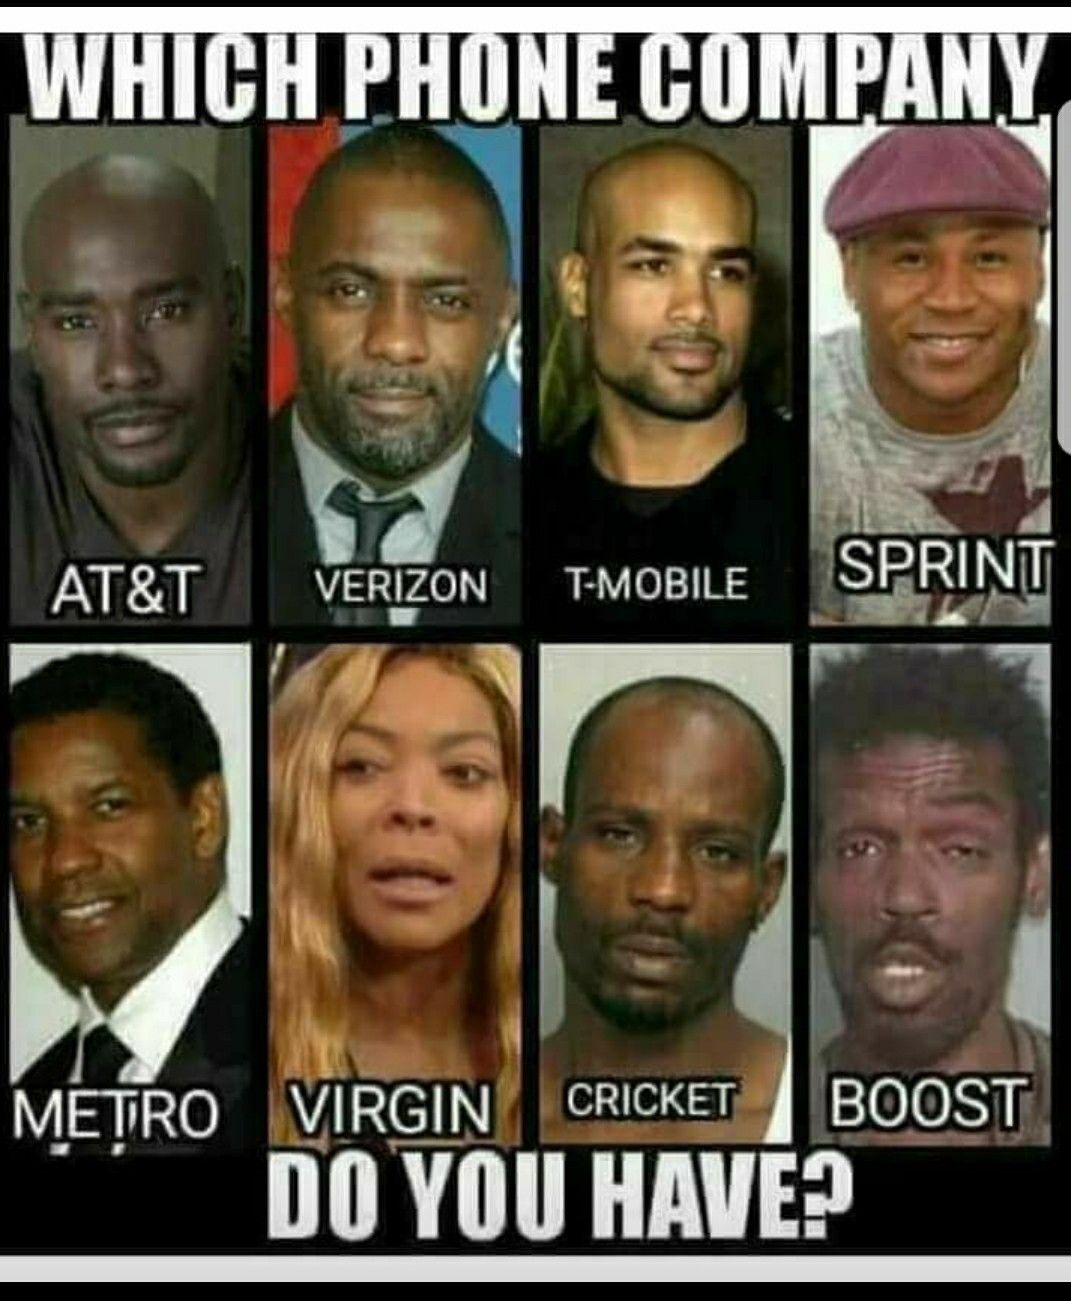 WHICH PHONE COMPANY
AT&T
VERIZON
T-MOBILE
SPRINT
METRO
VIRGIN
CRICKET
BOOST
DO YOU HAVE?